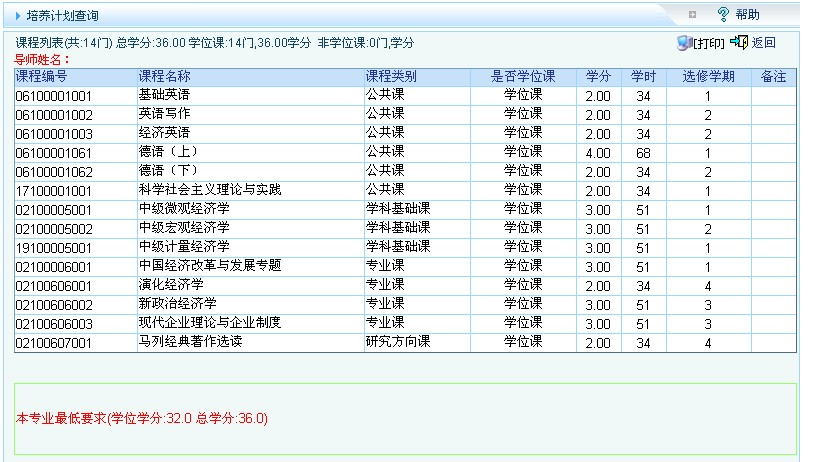 培养计划查询 帮助
课程列表(共:14门) 总学分:36.00 学位课:14门,36.00学分 非学位课:0门,学分 [打印] 返回
导师姓名：
课程编号 课程名称 课程类别 是否学位课 学分 学时 选修学期 备注
06100001001 基础英语 公共课 学位课 2.00 34 1
06100001002 英语写作 公共课 学位课 2.00 34 2
06100001003 经济英语 公共课 学位课 2.00 34 2
06100001061 德语（上） 公共课 学位课 4.00 68 1
06100001062 德语（下） 公共课 学位课 2.00 34 2
17100001001 科学社会主义理论与实践 公共课 学位课 2.00 34 1
02100005001 中级微观经济学 学科基础课 学位课 3.00 51 1
02100005002 中级宏观经济学 学科基础课 学位课 3.00 51 2
19100005001 中级计量经济学 学科基础课 学位课 3.00 51 1
02100006001 中国经济改革与发展专题 专业课 学位课 3.00 51 1
02100606001 演化经济学 专业课 学位课 2.00 34 4
02100606002 新政治经济学 专业课 学位课 3.00 51 3
02100606003 现代企业理论与企业制度 专业课 学位课 3.00 51 3
02100607001 马列经典著作选读 研究方向课 学位课 2.00 34 4
本专业最低要求(学位学分:32.0 总学分:36.0)